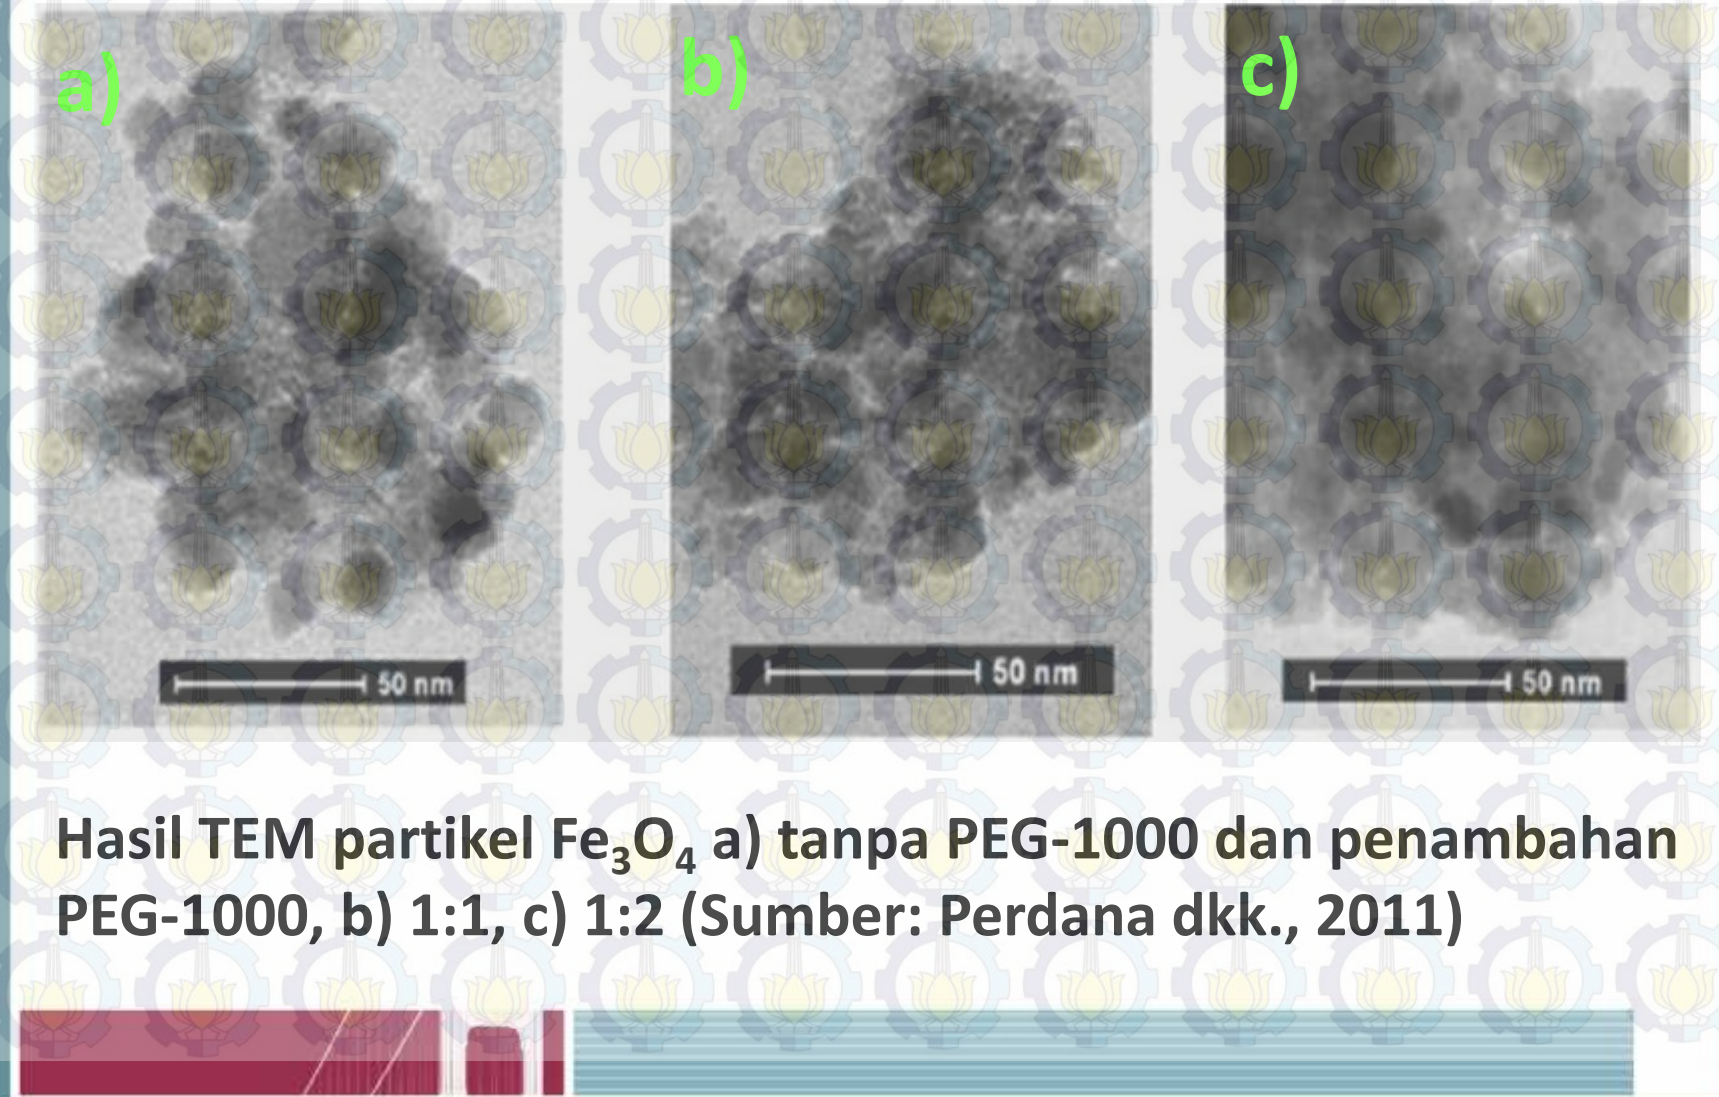 a)
b)
c)
50 nm
50 nm
50 nm
Hasil TEM partikel Fe₃O₄ a) tanpa PEG-1000 dan penambahan
PEG-1000, b) 1:1, c) 1:2 (Sumber: Perdana dkk., 2011)